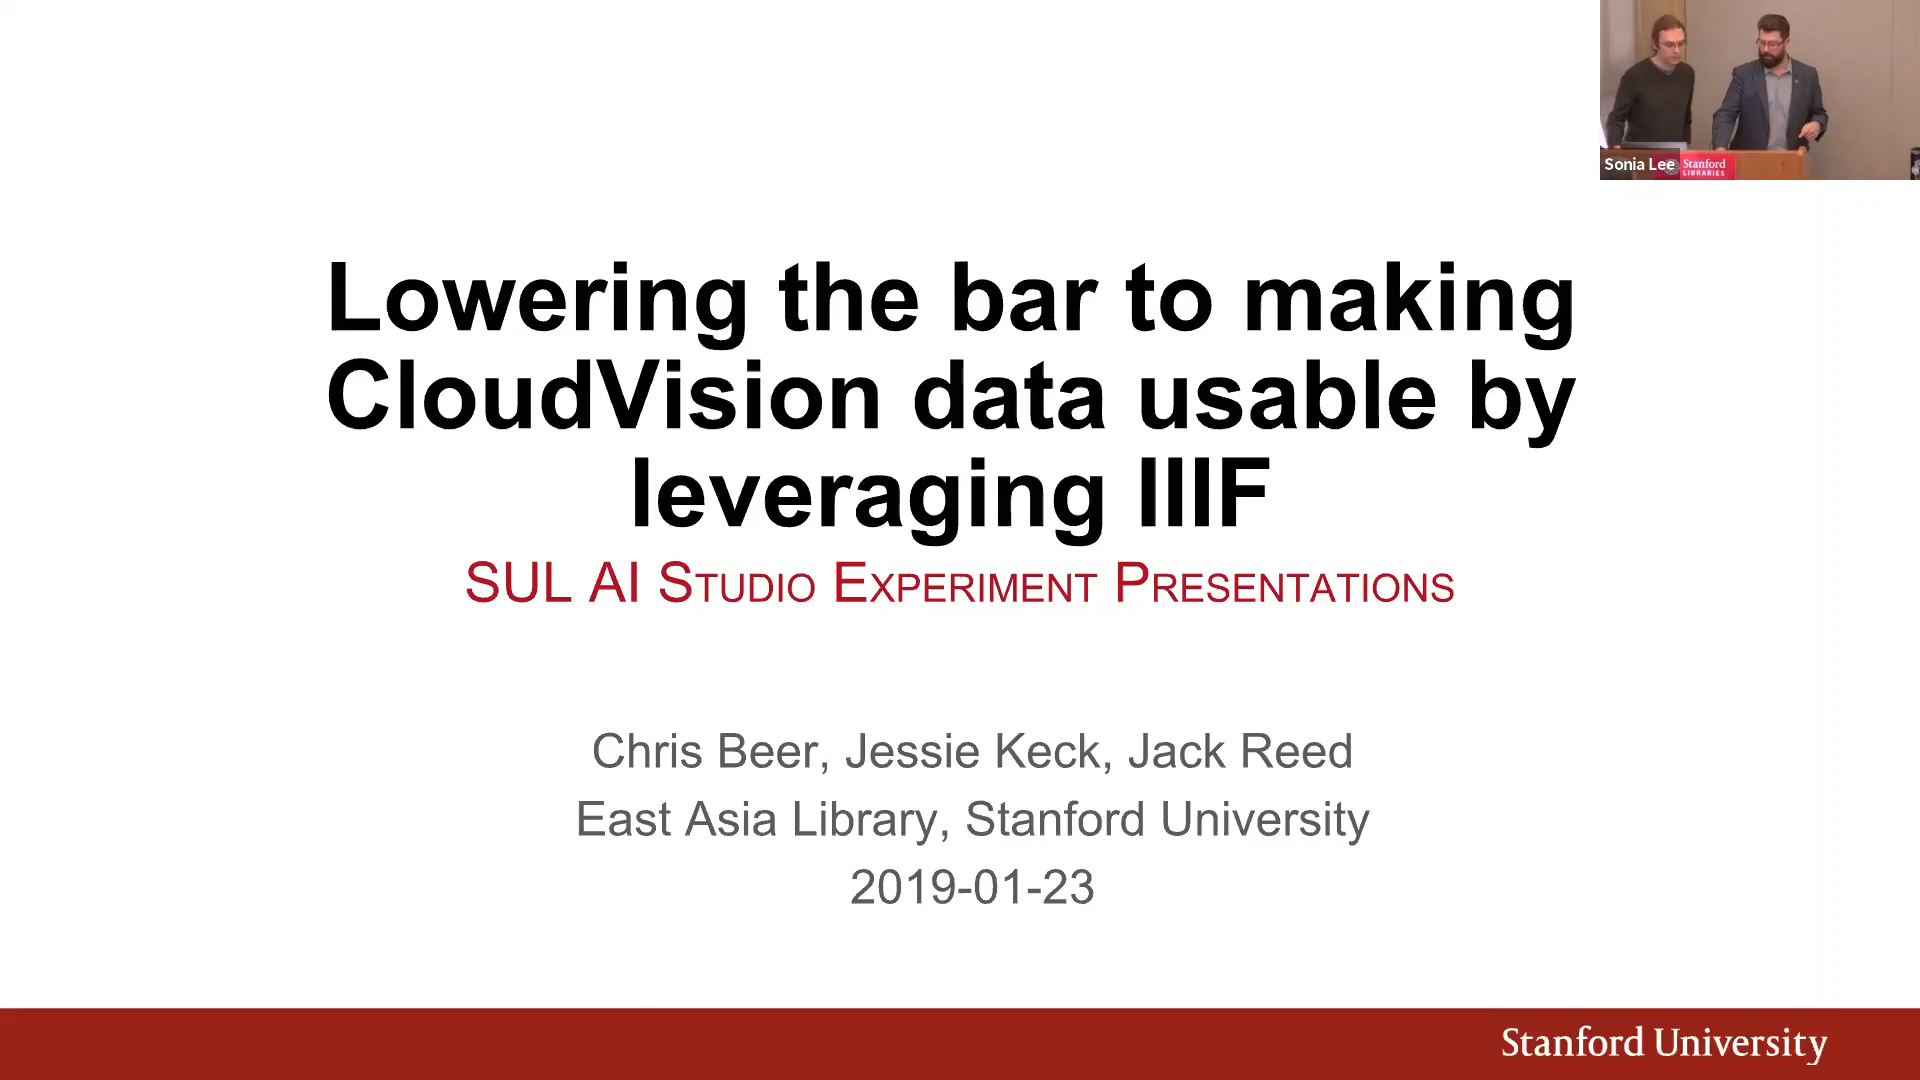 Sonia Lee
Stanford
LIBRARIES
Lowering the bar to making
CloudVision data usable by
leveraging IIIF
SUL AI STUDIO EXPERIMENT PRESENTATIONS
Chris Beer, Jessie Keck, Jack Reed
East Asia Library, Stanford University
2019-01-23
Stanford University